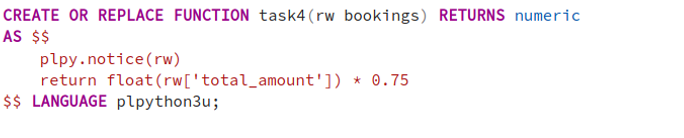 CREATE OR REPLACE FUNCTION task4(rw bookings) RETURNS numeric
AS $$
    plpy.notice(rw)
    return float(rw['total_amount']) * 0.75
$$ LANGUAGE plpython3u;